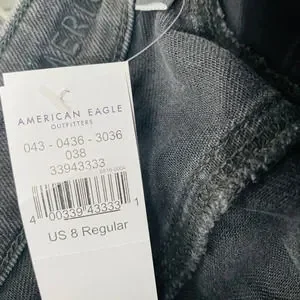 AMERICAN EAGLE
OUTFITTERS
043 - 0436 - 3036
038
33943333
4 00339 43333 1
US 8 Regular